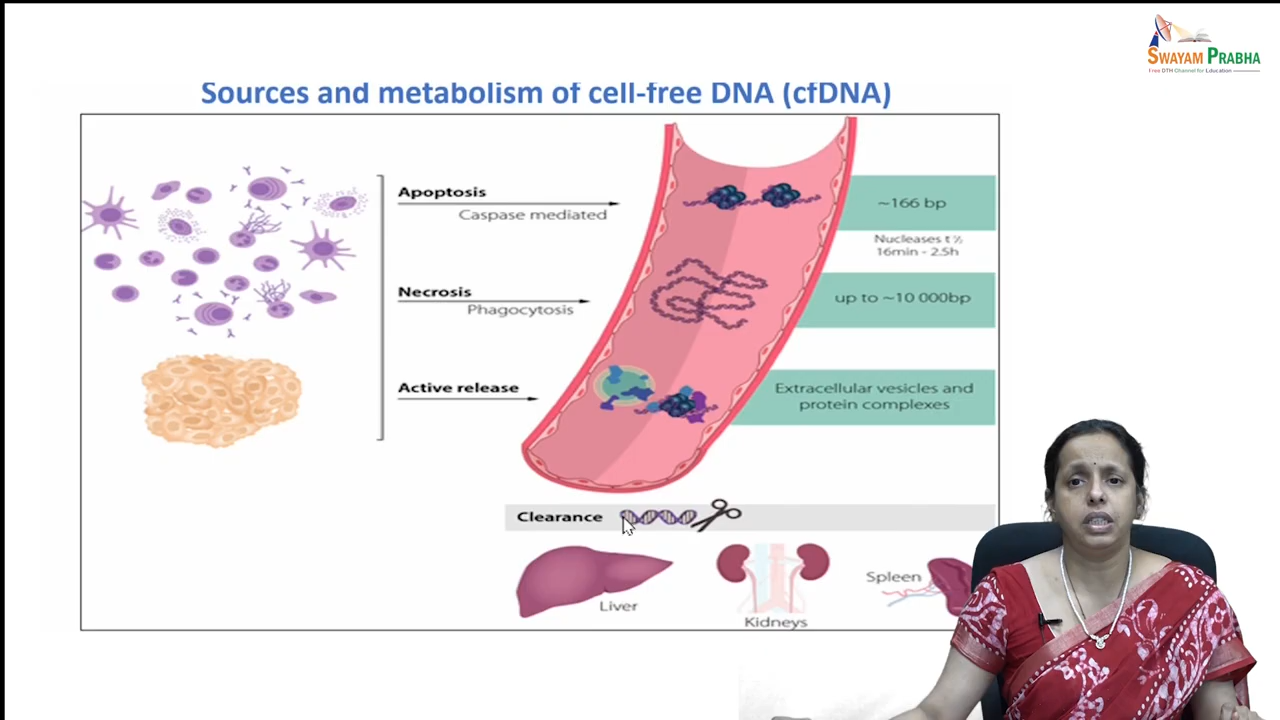 SWAYAM PRABHA
Free DTH Channel for Education
Sources and metabolism of cell-free DNA (cfDNA)
Apoptosis
Caspase mediated
~166 bp
Nucleases t ½
16min - 2.5h
Necrosis
Phagocytosis
up to ~10 000bp
Active release
Extracellular vesicles and
protein complexes
Clearance
Liver
Kidneys
Spleen